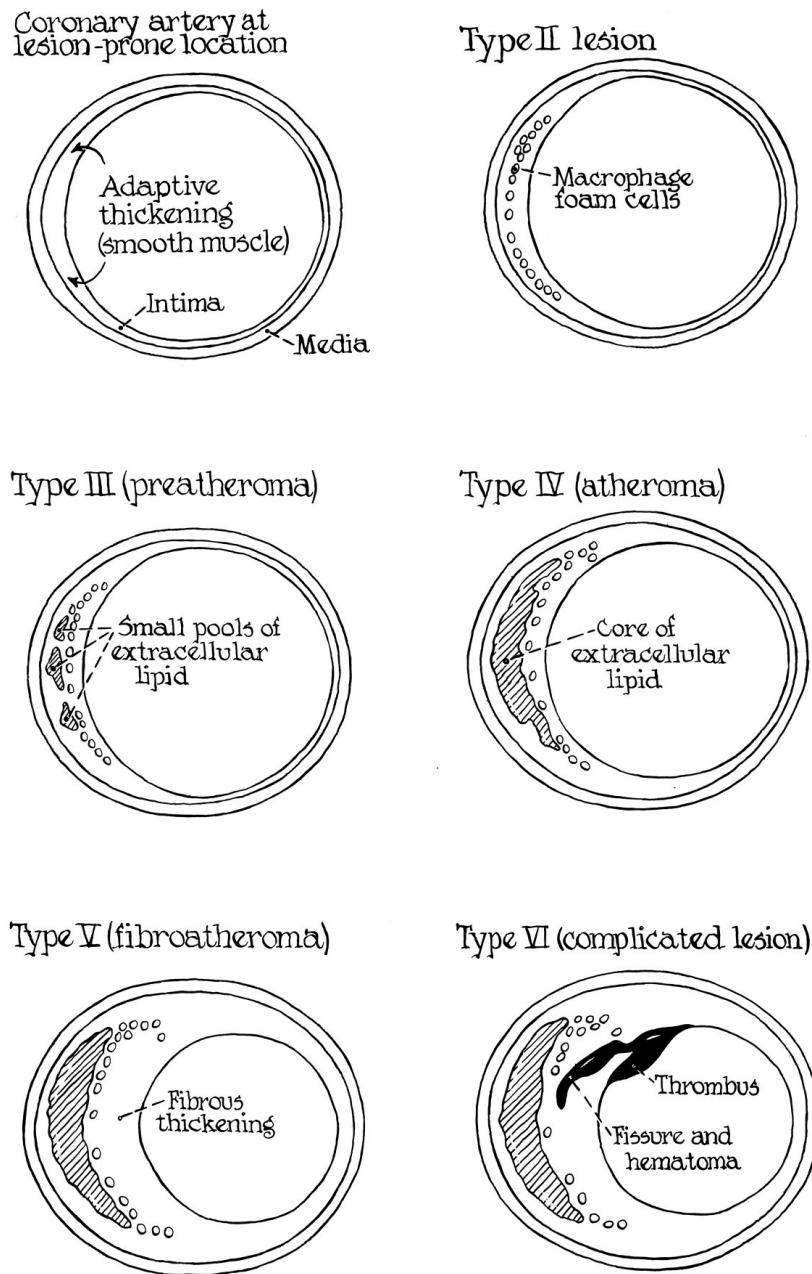 Coronary artery at
lesion-prone location
Adaptive
thickening
(smooth muscle)
Intima
Media
Type II lesion
Macrophage
foam cells
Type III (preatheroma)
Small pools of
extracellular
lipid
Type IV (atheroma)
Core of
extracellular
lipid
Type V (fibroatheroma)
Fibrous
thickening
Type VI (complicated lesion)
Thrombus
Fissure and
hematoma